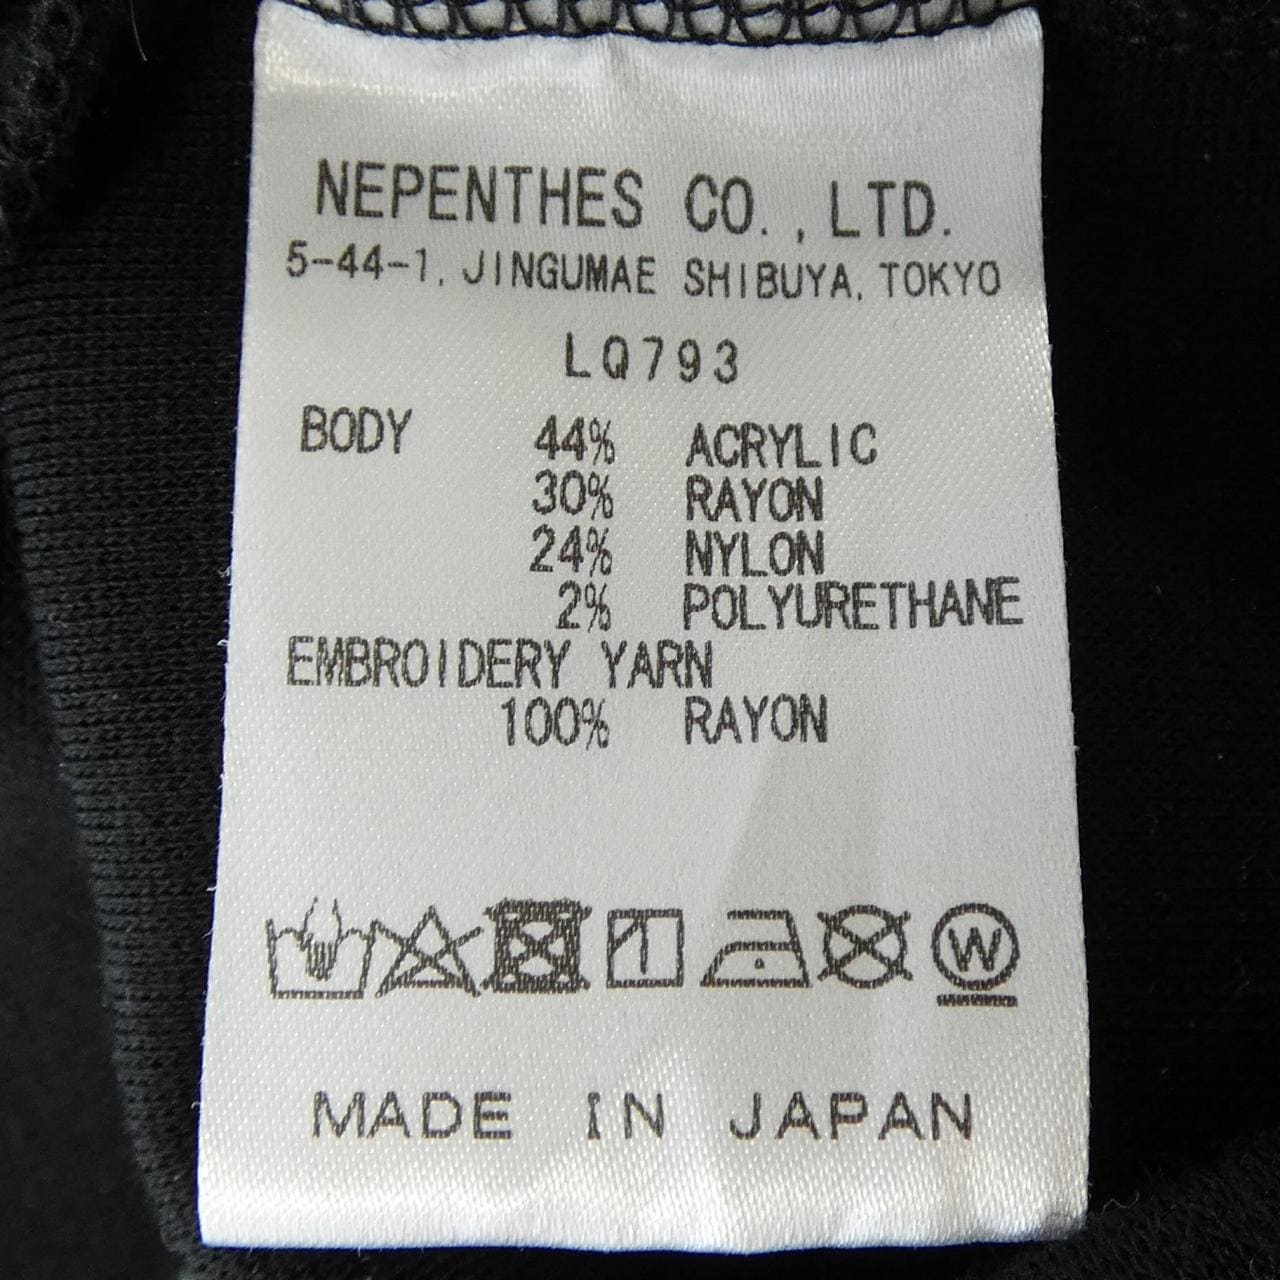 NEPENTHES CO., LTD.
5-44-1, JINGUMAE SHIBUYA, TOKYO
LQ793
BODY 44% ACRYLIC
30% RAYON
24% NYLON
2% POLYURETHANE
EMBROIDERY YARN
100% RAYON
W
MADE IN JAPAN